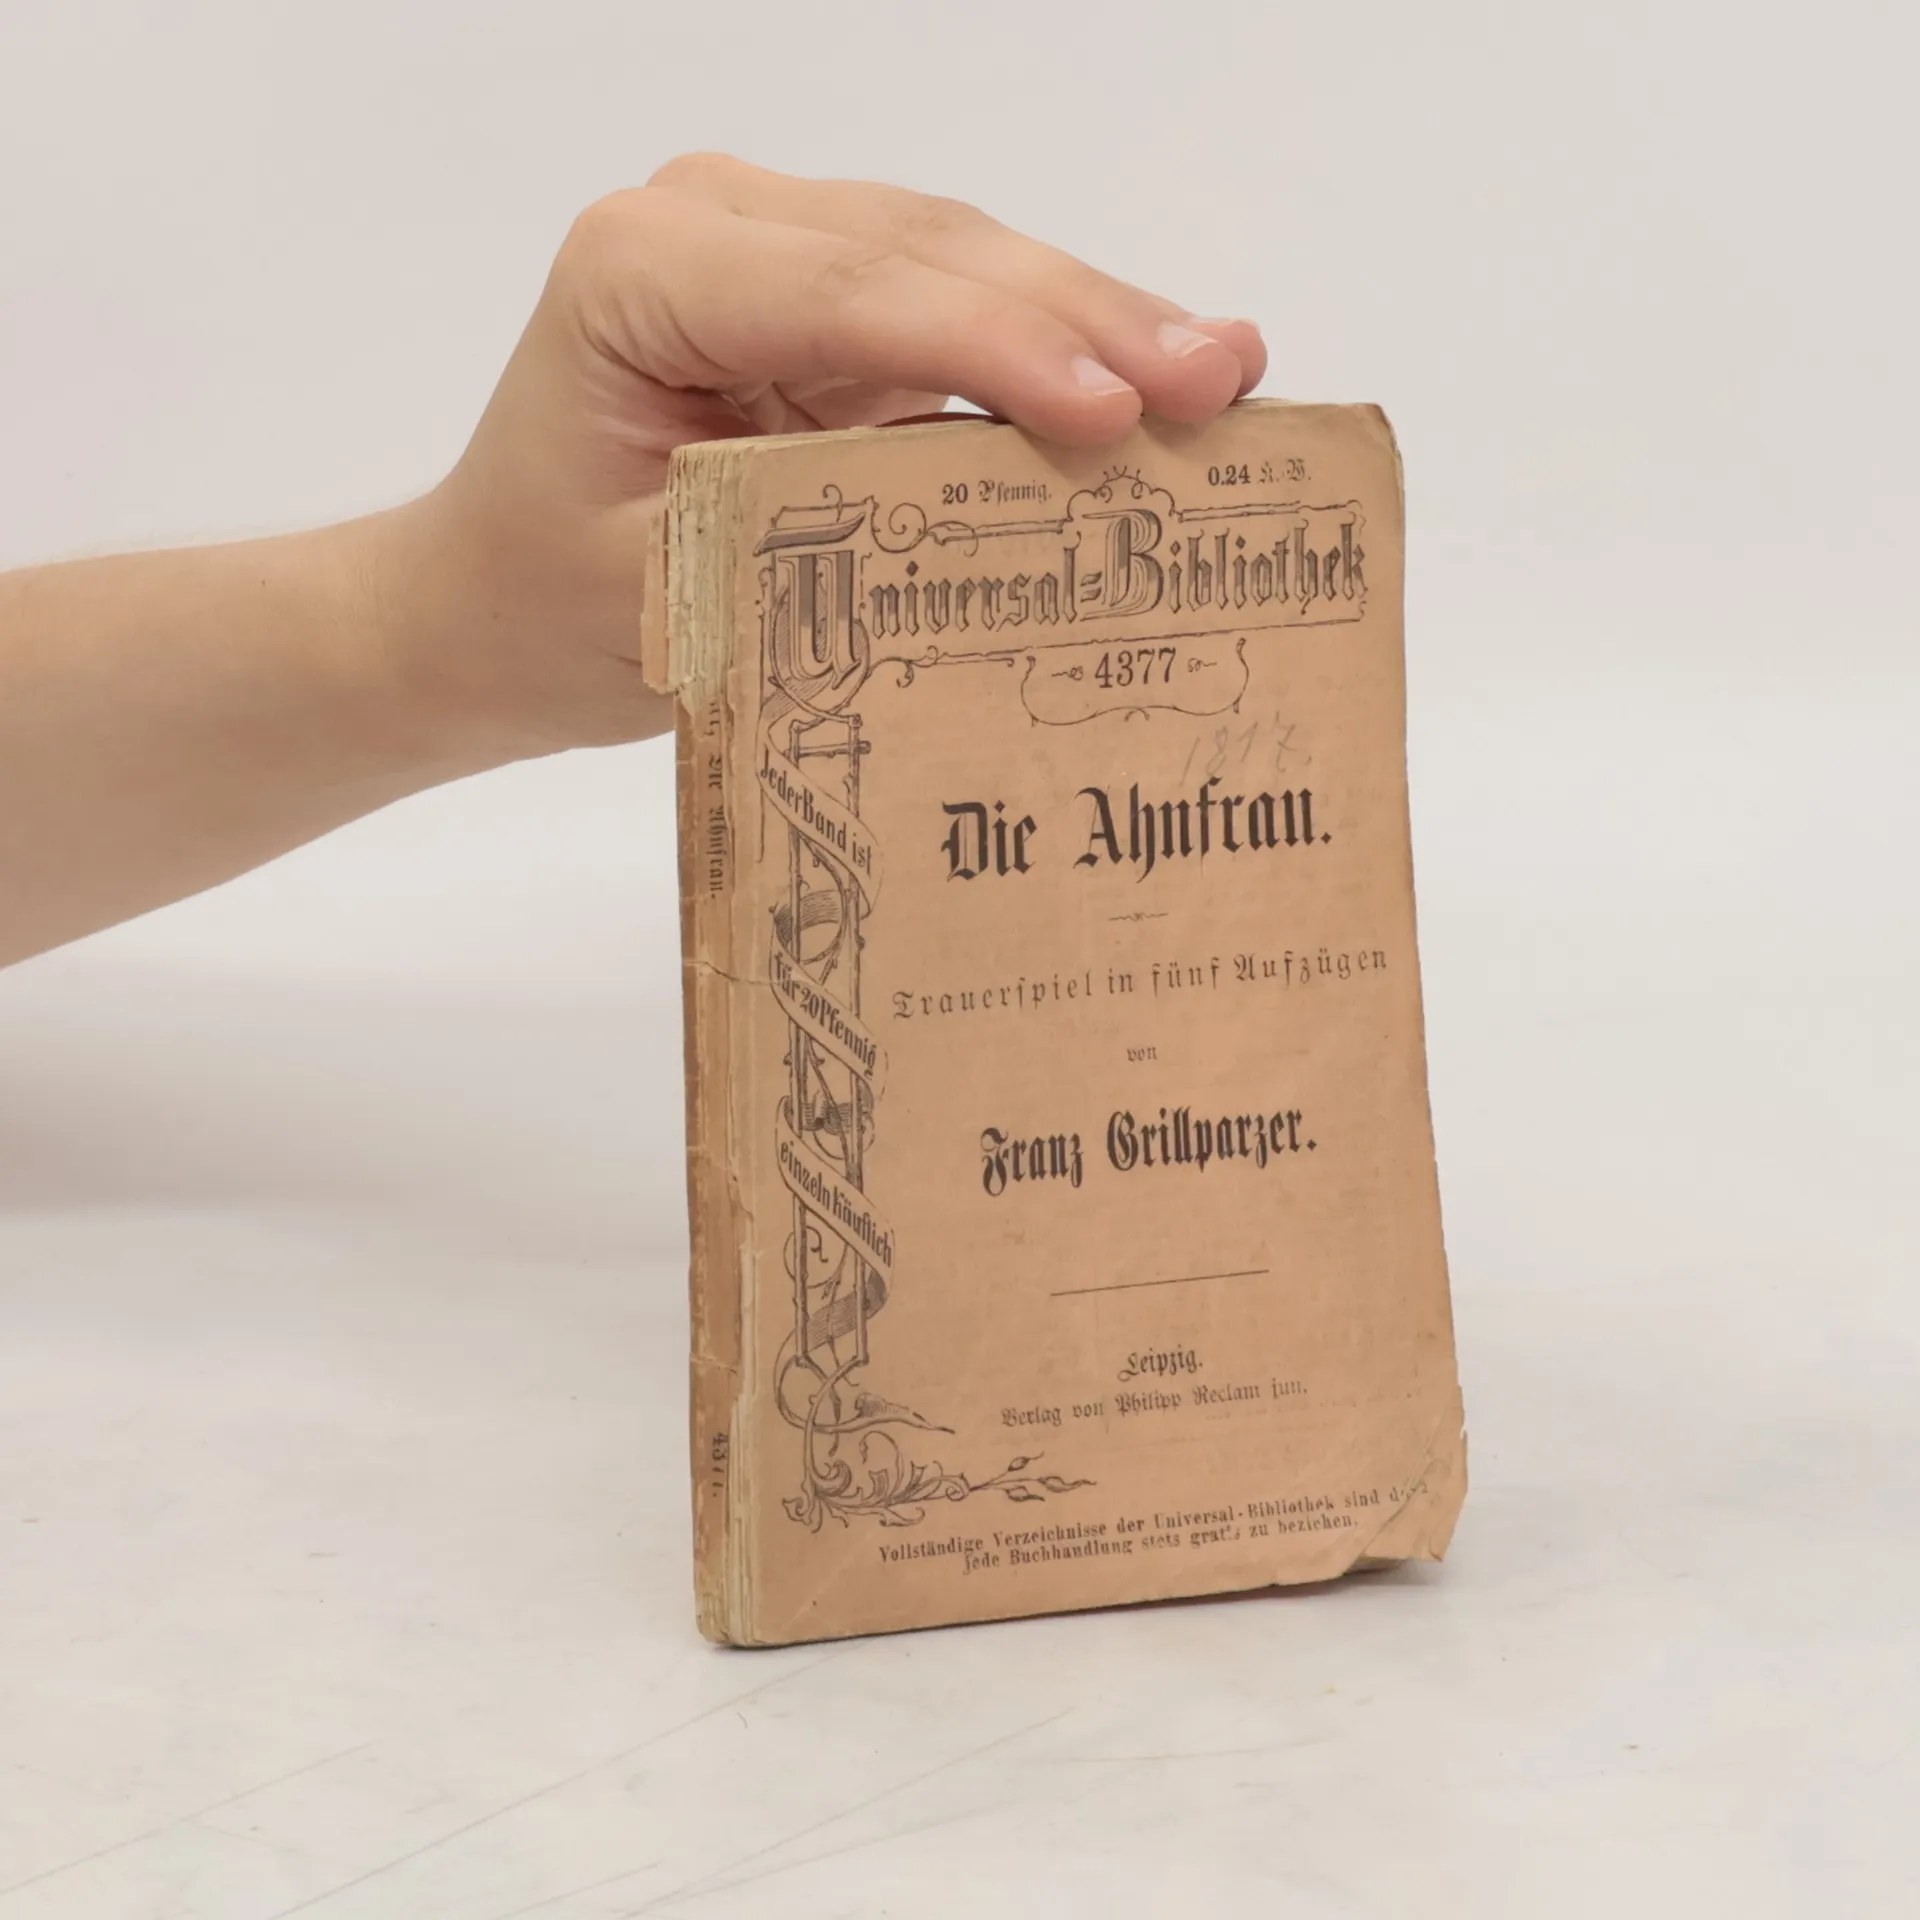 20 Pfennig. 0.24 K. W.
Universal-Bibliothek
4377
1817.
Die Ahnfrau.
Trauerspiel in fünf Aufzügen
von
Franz Grillparzer.
Leipzig.
Verlag von Philipp Reclam jun.
Vollständige Verzeichnisse der Universal-Bibliothek sind
jede Buchhandlung stets gratis zu beziehen.
Jeder Band ist
für 20 Pfennig
einzeln käuflich
Die Ahnfrau.
4377.